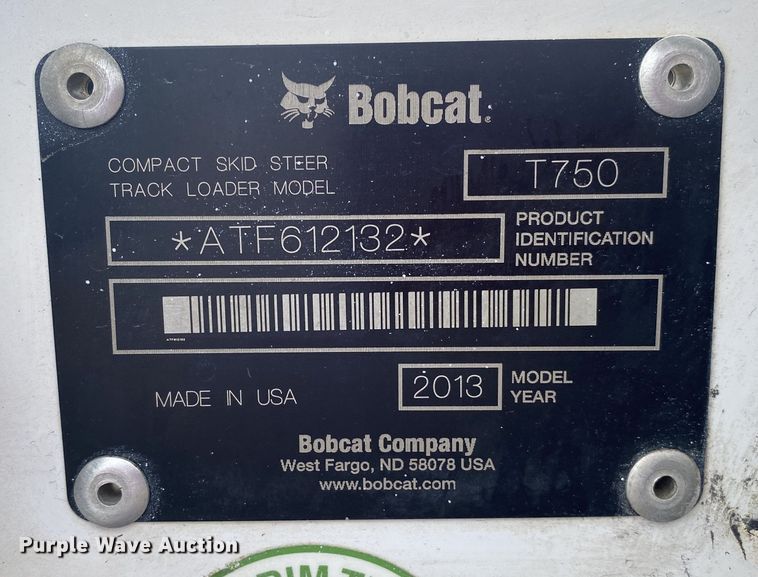 Bobcat®
COMPACT SKID STEER
TRACK LOADER MODEL
T750
*ATF612132*
PRODUCT
IDENTIFICATION
NUMBER
ATF612132
MADE IN USA
2013
MODEL
YEAR
Bobcat Company
West Fargo, ND 58078 USA
www.bobcat.com
Purple Wave Auction